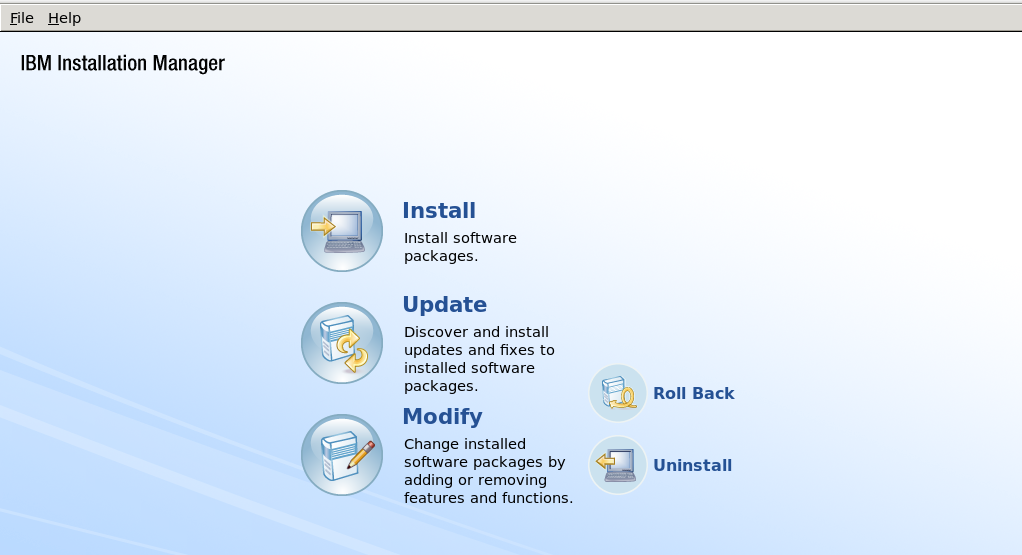 File Help
IBM Installation Manager
Install
Install software
packages.
Update
Discover and install
updates and fixes to
installed software
packages.
Modify
Change installed
software packages by
adding or removing
features and functions.
Roll Back
Uninstall